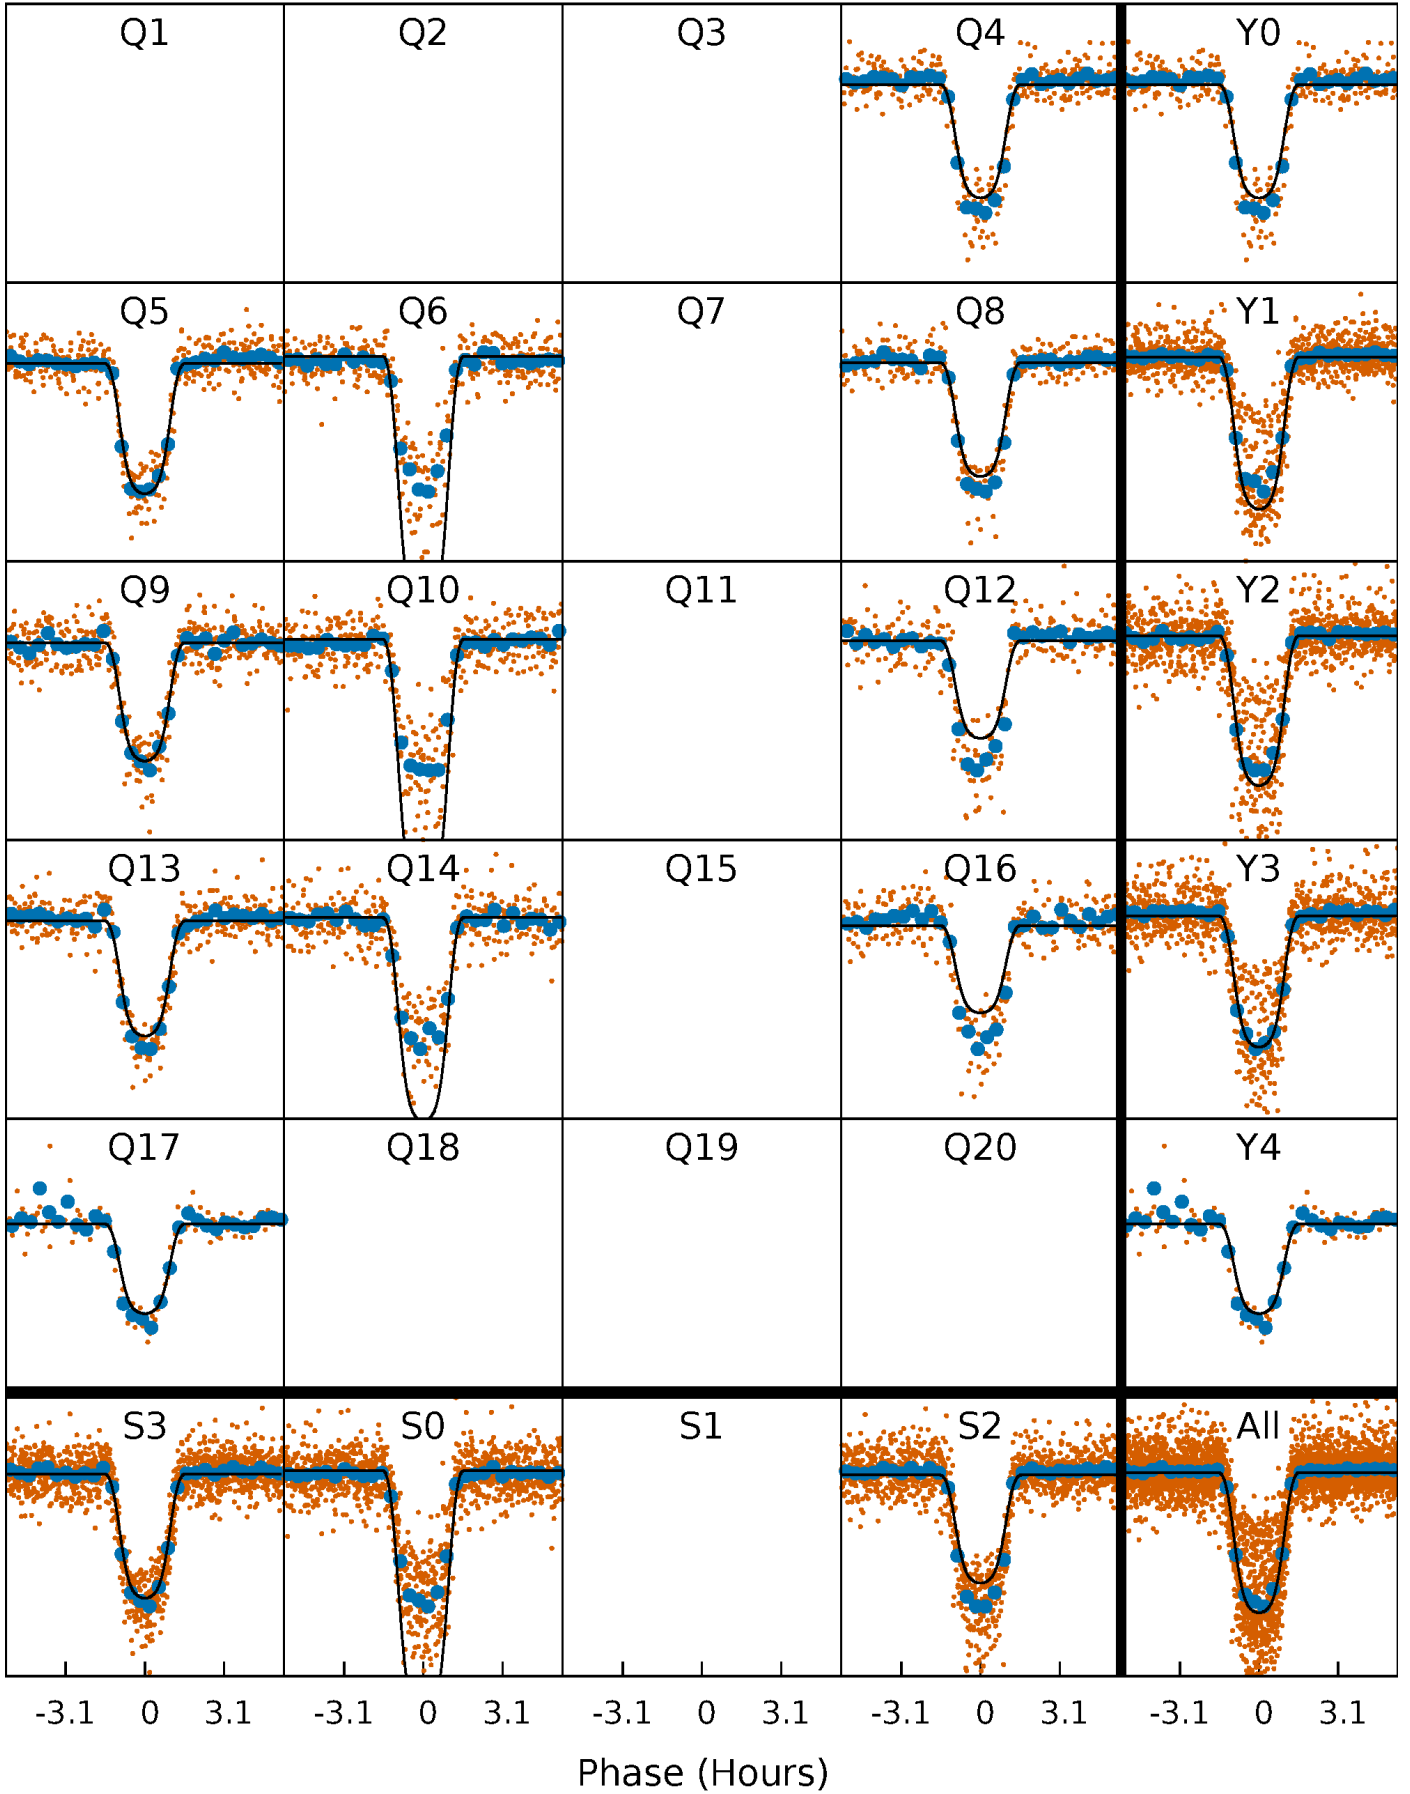 Q1 Q2 Q3 Q4 Y0
Q5 Q6 Q7 Q8 Y1
Q9 Q10 Q11 Q12 Y2
Q13 Q14 Q15 Q16 Y3
Q17 Q18 Q19 Q20 Y4
S3 S0 S1 S2 All
-3.1 0 3.1 -3.1 0 3.1 -3.1 0 3.1 -3.1 0 3.1 -3.1 0 3.1
Phase (Hours)